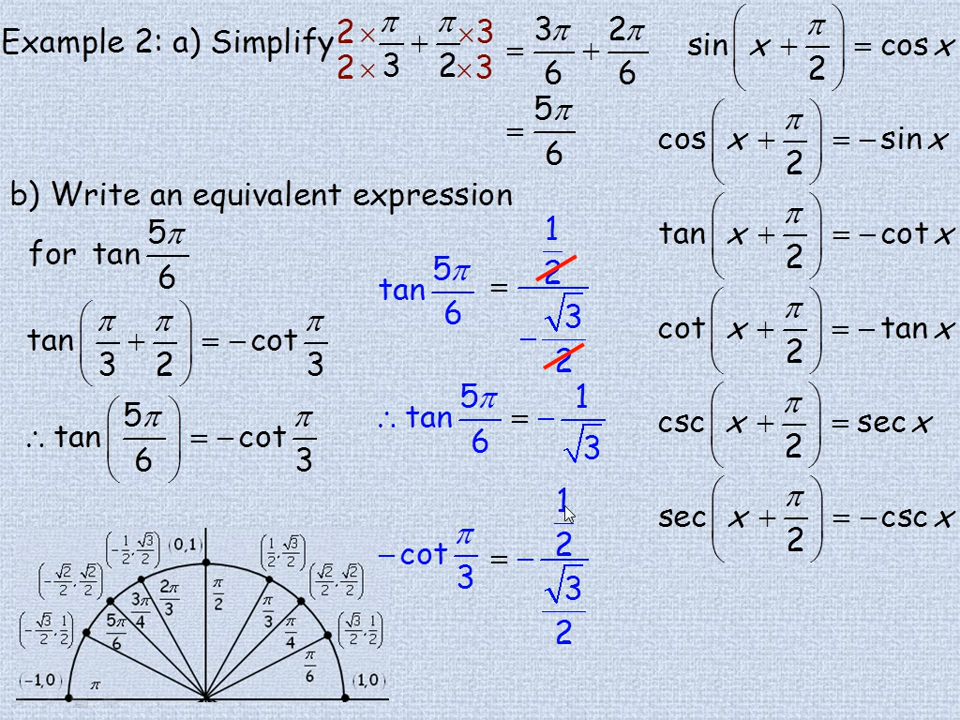 Example 2: a) Simplify 2 × π/3 + π/2 × 3 = 3π/6 + 2π/6
2 × × 3
= 5π/6
b) Write an equivalent expression
for tan 5π/6
tan(π/3 + π/2) = −cot π/3
∴ tan(5π/6) = −cot π/3
tan 5π/6 = (1/2)/(−√3/2)
∴ tan 5π/6 = −1/√3
−cot π/3 = −(1/2)/(√3/2)
sin(x + π/2) = cos x
cos(x + π/2) = −sin x
tan(x + π/2) = −cot x
cot(x + π/2) = −tan x
csc(x + π/2) = sec x
sec(x + π/2) = −csc x
(−1/2, √3/2) (0,1) (1/2, √3/2)
(−√2/2, √2/2) (√2/2, √2/2)
(−√3/2, 1/2) (√3/2, 1/2)
(−1,0) (1,0)
π 5π/6 3π/4 2π/3 π/2 π/3 π/4 π/6